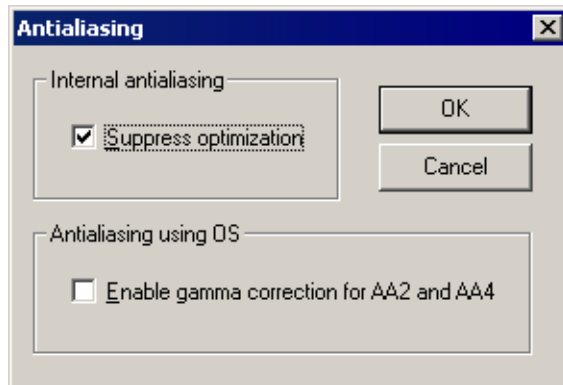 Antialiasing
Internal antialiasing
Suppress optimization
OK
Cancel
Antialiasing using OS
Enable gamma correction for AA2 and AA4